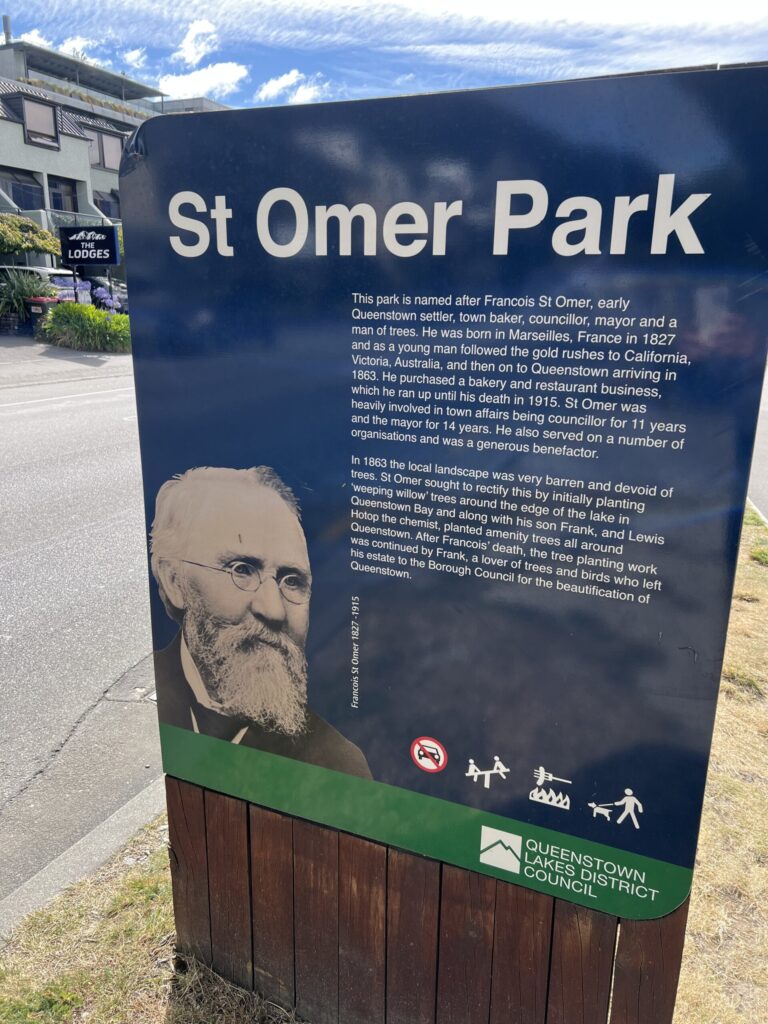 THE
LODGES
St Omer Park
This park is named after Francois St Omer, early
Queenstown settler, town baker, councillor, mayor and a
man of trees. He was born in Marseilles, France in 1827
and as a young man followed the gold rushes to California,
Victoria, Australia, and then on to Queenstown arriving in
1863. He purchased a bakery and restaurant business,
which he ran up until his death in 1915. St Omer was
heavily involved in town affairs being councillor for 11 years
and the mayor for 14 years. He also served on a number of
organisations and was a generous benefactor.
In 1863 the local landscape was very barren and devoid of
trees. St Omer sought to rectify this by initially planting
'weeping willow' trees around the edge of the lake in
Queenstown Bay and along with his son Frank, and Lewis
Hotop the chemist, planted amenity trees all around
Queenstown. After Francois' death, the tree planting work
was continued by Frank, a lover of trees and birds who left
his estate to the Borough Council for the beautification of
Queenstown.
Francois St Omer 1827 -1915
QUEENSTOWN
LAKES DISTRICT
COUNCIL